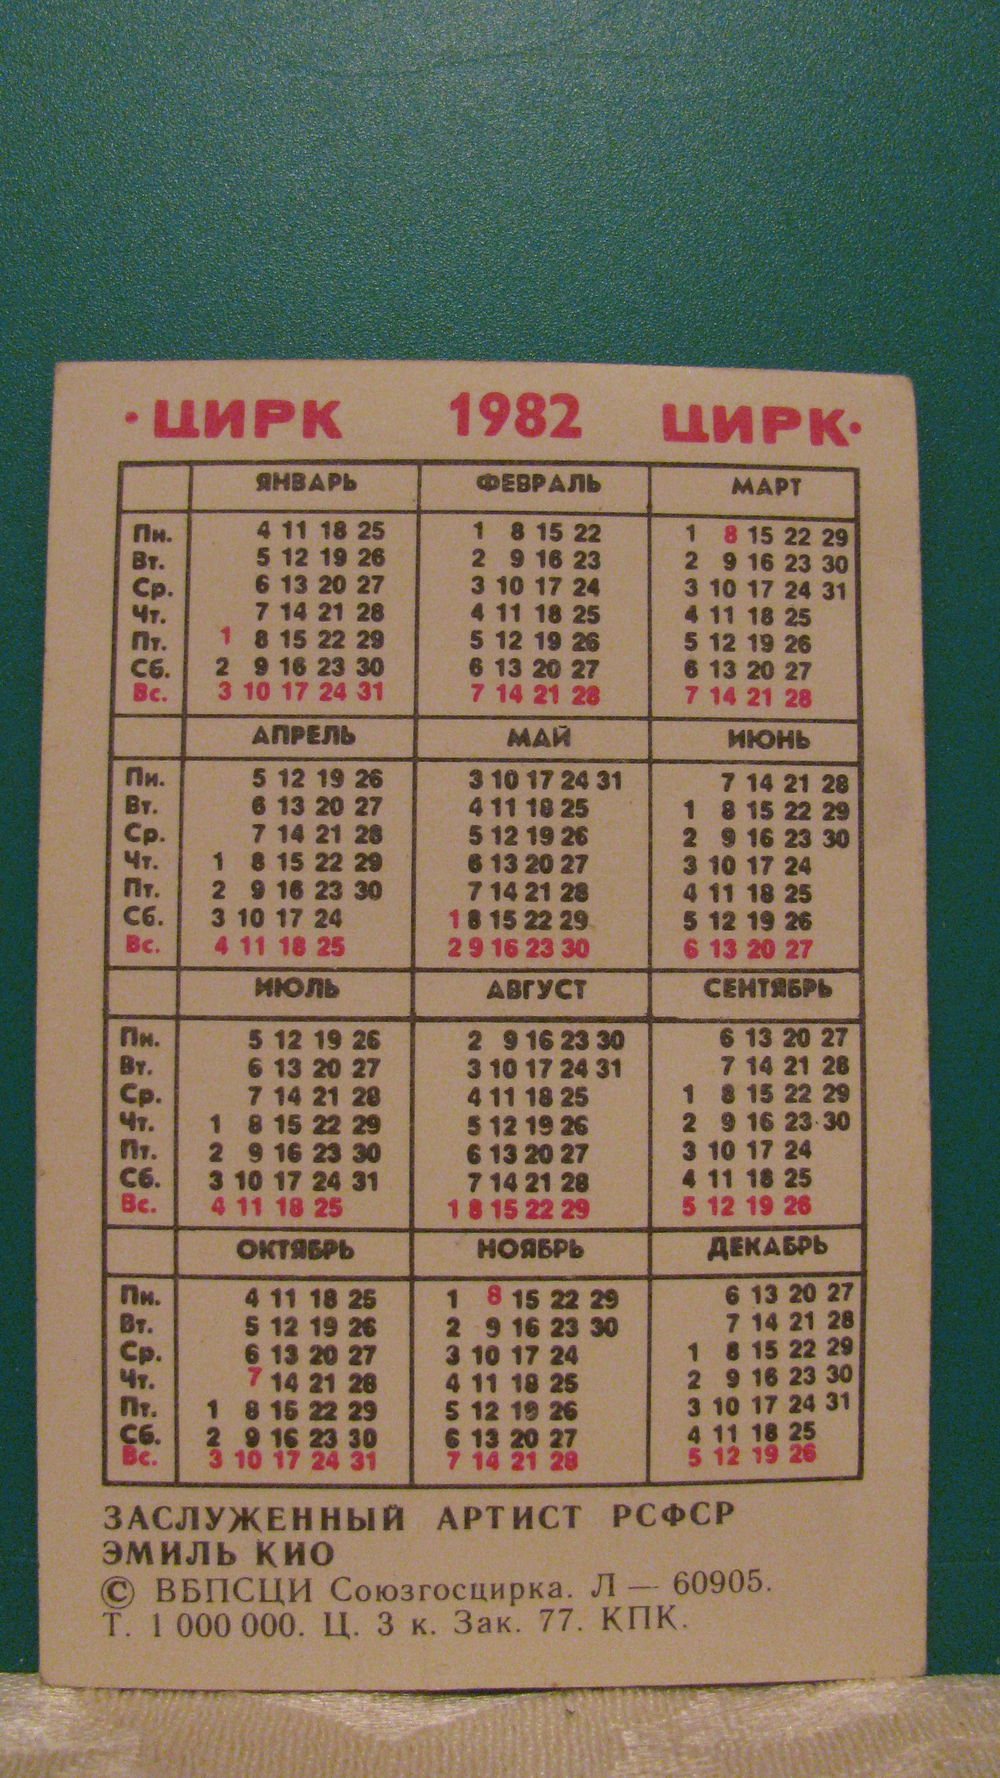 ·ЦИРК 1982 ЦИРК·
ЯНВАРЬ ФЕВРАЛЬ МАРТ
Пн. 4 11 18 25 1 8 15 22 1 8 15 22 29
Вт. 5 12 19 26 2 9 16 23 2 9 16 23 30
Ср. 6 13 20 27 3 10 17 24 3 10 17 24 31
Чт. 7 14 21 28 4 11 18 25 4 11 18 25
Пт. 1 8 15 22 29 5 12 19 26 5 12 19 26
Сб. 2 9 16 23 30 6 13 20 27 6 13 20 27
Вс. 3 10 17 24 31 7 14 21 28 7 14 21 28
АПРЕЛЬ МАЙ ИЮНЬ
Пн. 5 12 19 26 3 10 17 24 31 7 14 21 28
Вт. 6 13 20 27 4 11 18 25 1 8 15 22 29
Ср. 7 14 21 28 5 12 19 26 2 9 16 23 30
Чт. 1 8 15 22 29 6 13 20 27 3 10 17 24
Пт. 2 9 16 23 30 7 14 21 28 4 11 18 25
Сб. 3 10 17 24 1 8 15 22 29 5 12 19 26
Вс. 4 11 18 25 2 9 16 23 30 6 13 20 27
ИЮЛЬ АВГУСТ СЕНТЯБРЬ
Пн. 5 12 19 26 2 9 16 23 30 6 13 20 27
Вт. 6 13 20 27 3 10 17 24 31 7 14 21 28
Ср. 7 14 21 28 4 11 18 25 1 8 15 22 29
Чт. 1 8 15 22 29 5 12 19 26 2 9 16 23 30
Пт. 2 9 16 23 30 6 13 20 27 3 10 17 24
Сб. 3 10 17 24 31 7 14 21 28 4 11 18 25
Вс. 4 11 18 25 1 8 15 22 29 5 12 19 26
ОКТЯБРЬ НОЯБРЬ ДЕКАБРЬ
Пн. 4 11 18 25 1 8 15 22 29 6 13 20 27
Вт. 5 12 19 26 2 9 16 23 30 7 14 21 28
Ср. 6 13 20 27 3 10 17 24 1 8 15 22 29
Чт. 7 14 21 28 4 11 18 25 2 9 16 23 30
Пт. 1 8 15 22 29 5 12 19 26 3 10 17 24 31
Сб. 2 9 16 23 30 6 13 20 27 4 11 18 25
Вс. 3 10 17 24 31 7 14 21 28 5 12 19 26
ЗАСЛУЖЕННЫЙ АРТИСТ РСФСР
ЭМИЛЬ КИО
© ВБПСЦИ Союзгосцирка. Л — 60905.
Т. 1 000 000. Ц. 3 к. Зак. 77. КПК.